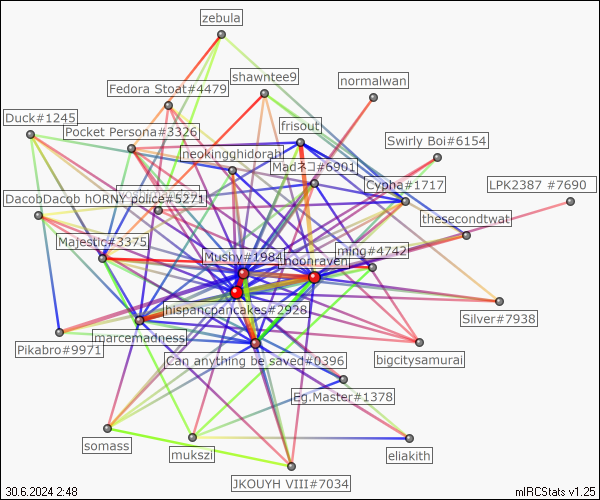 zebula
shawntee9
normalwan
Fedora Stoat#4479
Duck#1245
Pocket Persona#3326
frisout
Swirly Boi#6154
neokingghidorah
Madネコ#6901
Cypha#1717
LPK2387 #7690
DacobDacob hORNY police#5271
thesecondtwat
Majestic#3375
Mushy#1984
moonraven
ming#4742
hispancpancakes#2928
Silver#7938
marcemadness
Pikabro#9971
Can anything be saved#0396
bigcitysamurai
Eg.Master#1378
somass
mukszi
eliakith
JKOUYH VIII#7034
30.6.2024 2:48
mIRCStats v1.25